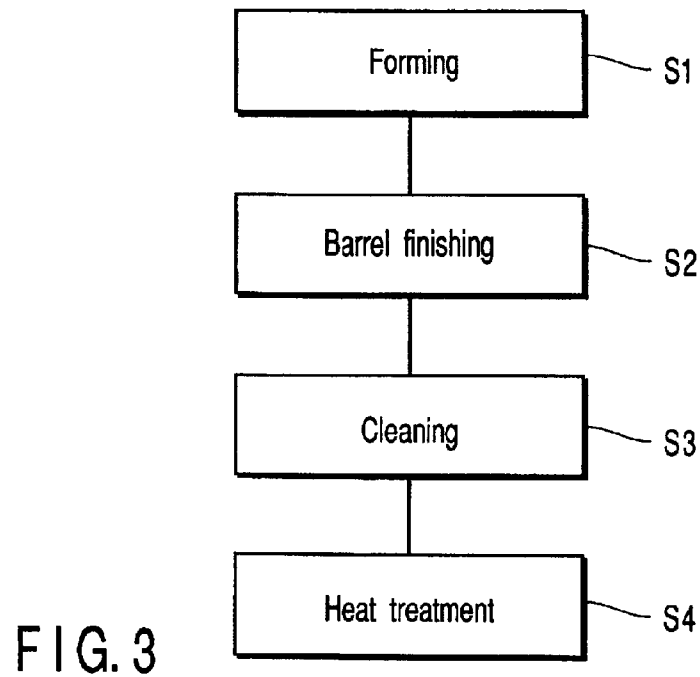 Forming
S1
Barrel finishing
S2
Cleaning
S3
Heat treatment
S4
FIG. 3